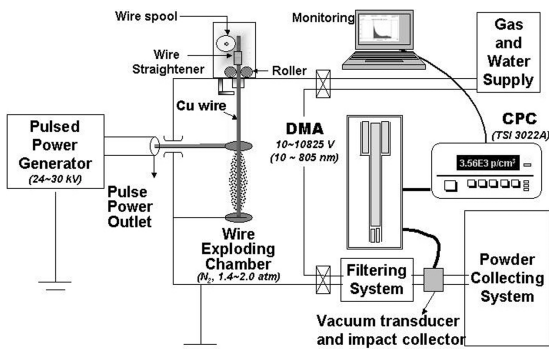 Wire spool
Wire
Straightener
Roller
Cu wire
Monitoring
Gas
and
Water
Supply
Pulsed
Power
Generator
(24~30 kV)
Pulse
Power
Outlet
DMA
10~10825 V
(10 ~ 805 nm)
CPC
(TSI 3022A)
3.56E3 p/cm³
Wire
Exploding
Chamber
(N₂, 1.4~2.0 atm)
Filtering
System
Powder
Collecting
System
Vacuum transducer
and impact collector